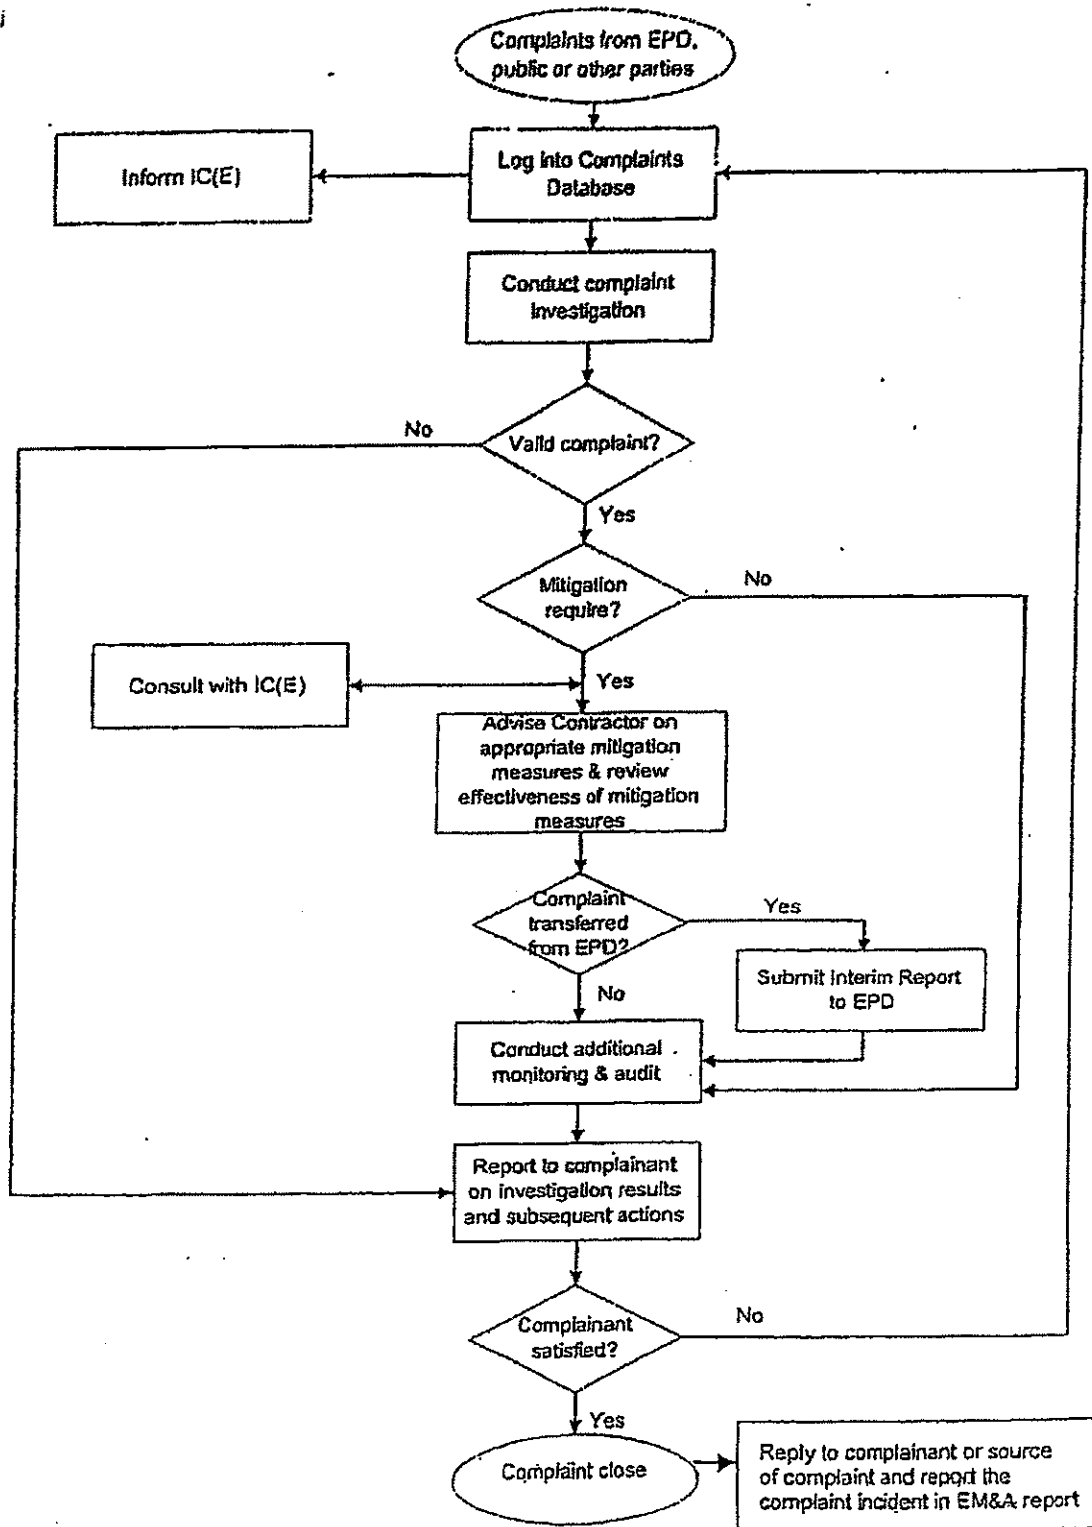 Complaints from EPD,
public or other parties
Inform IC(E)
Log into Complaints
Database
Conduct complaint
investigation
No
Valid complaint?
Yes
Mitigation
require?
No
Consult with IC(E)
Yes
Advise Contractor on
appropriate mitigation
measures & review
effectiveness of mitigation
measures
Complaint
transferred
from EPD?
Yes
Submit Interim Report
to EPD
No
Conduct additional
monitoring & audit
Report to complainant
on investigation results
and subsequent actions
Complainant
satisfied?
No
Yes
Complaint close
Reply to complainant or source
of complaint and report the
complaint incident in EM&A report